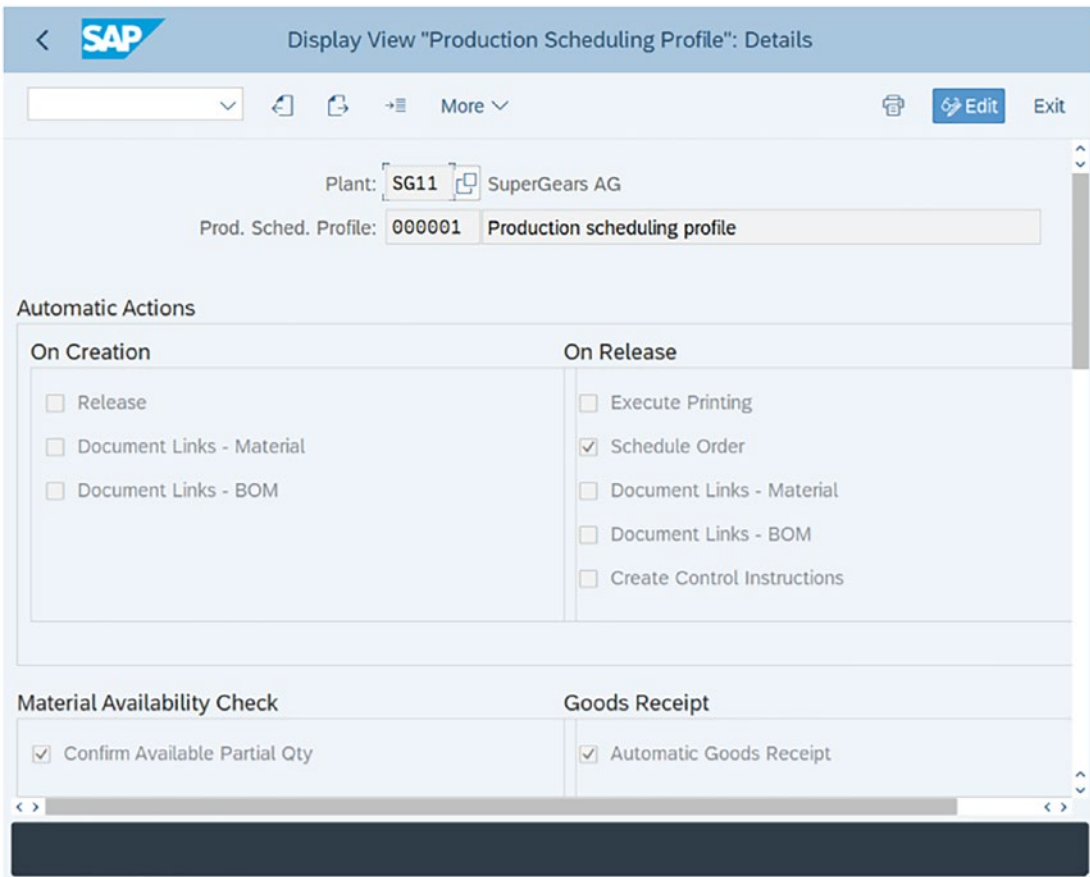 SAP Display View "Production Scheduling Profile": Details
More Edit Exit
Plant: SG11 SuperGears AG
Prod. Sched. Profile: 000001 Production scheduling profile
Automatic Actions
On Creation On Release
Release Execute Printing
Document Links - Material Schedule Order
Document Links - BOM Document Links - Material
Document Links - BOM
Create Control Instructions
Material Availability Check Goods Receipt
Confirm Available Partial Qty Automatic Goods Receipt